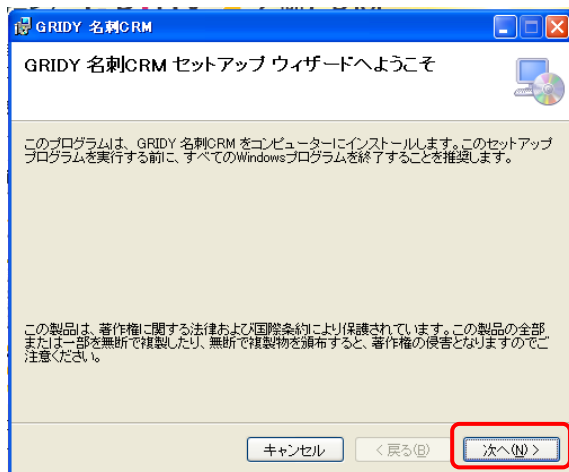 GRIDY 名刺CRM
GRIDY 名刺CRM セットアップ ウィザードへようこそ
このプログラムは、GRIDY 名刺CRM をコンピューターにインストールします。このセットアップ
プログラムを実行する前に、すべてのWindowsプログラムを終了することを推奨します。
この製品は、著作権に関する法律および国際条約により保護されています。この製品の全部
または一部を無断で複製したり、無断で複製物を頒布すると、著作権の侵害となりますのでご
注意ください。
キャンセル < 戻る(B) 次へ(N) >